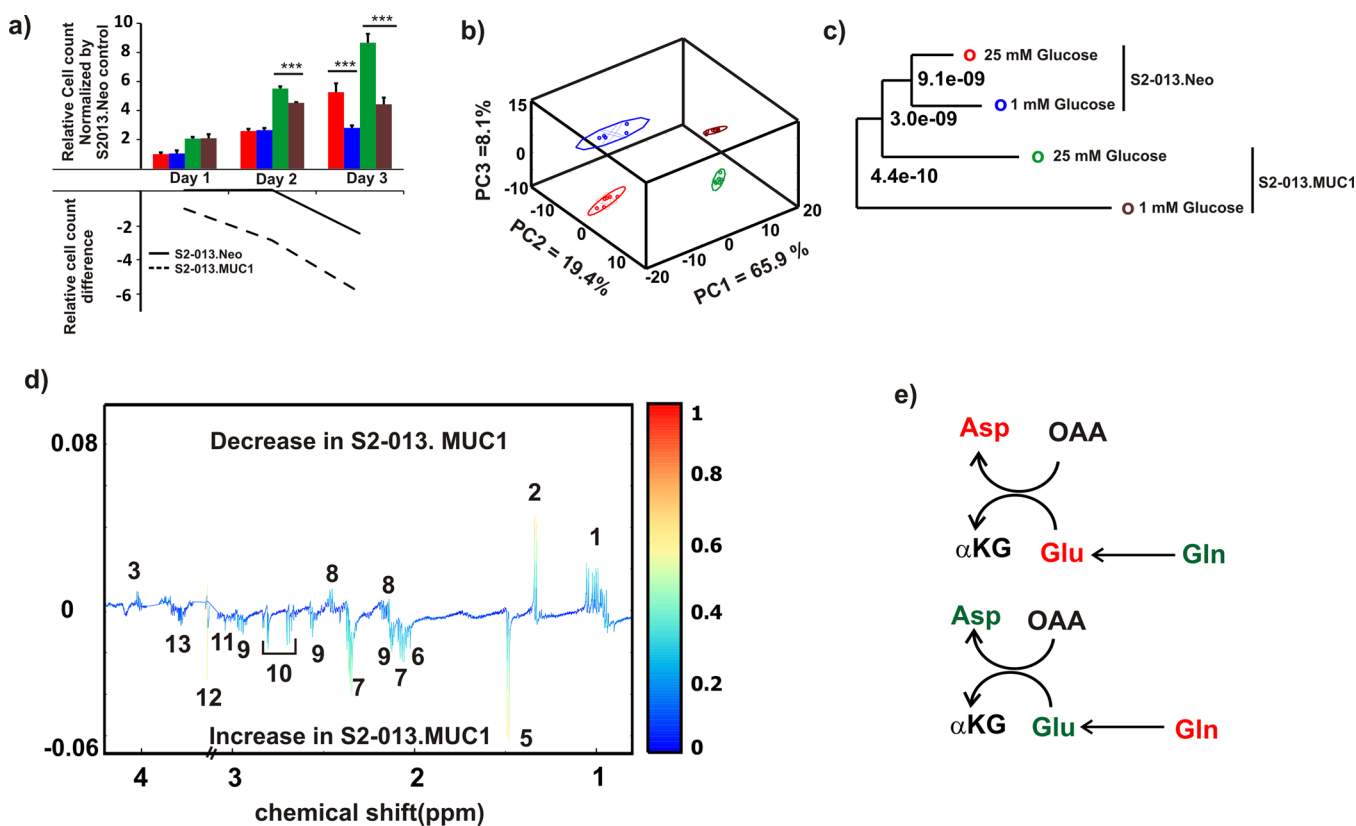 a)
Relative Cell count
Normalized by
S2013.Neo control
10
8
6
4
2
***
***
***
Day 1
Day 2
Day 3
Relative cell count
difference
-2
-4
-6
S2-013.Neo
S2-013.MUC1
b)
PC3 =8.1%
15
0
-10
-10
0
10
PC2 = 19.4%
-20
-10
0
10
20
PC1 = 65.9 %
c)
O 25 mM Glucose
9.1e-09
O 1 mM Glucose
S2-013.Neo
3.0e-09
O 25 mM Glucose
4.4e-10
S2-013.MUC1
O 1 mM Glucose
d)
0.08
0
-0.06
Decrease in S2-013. MUC1
2
1
3
8
8
13
11
9
10
9
9
6
7
7
12
5
Increase in S2-013.MUC1
4
3
2
1
chemical shift(ppm)
1
0.8
0.6
0.4
0.2
0
e)
Asp OAA
αKG Glu Gln
Asp OAA
αKG Glu Gln